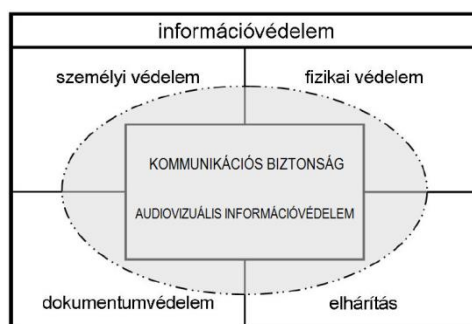 információvédelem
személyi védelem
fizikai védelem
KOMMUNIKÁCIÓS BIZTONSÁG
AUDIOVIZUÁLIS INFORMÁCIÓVÉDELEM
dokumentumvédelem
elhárítás